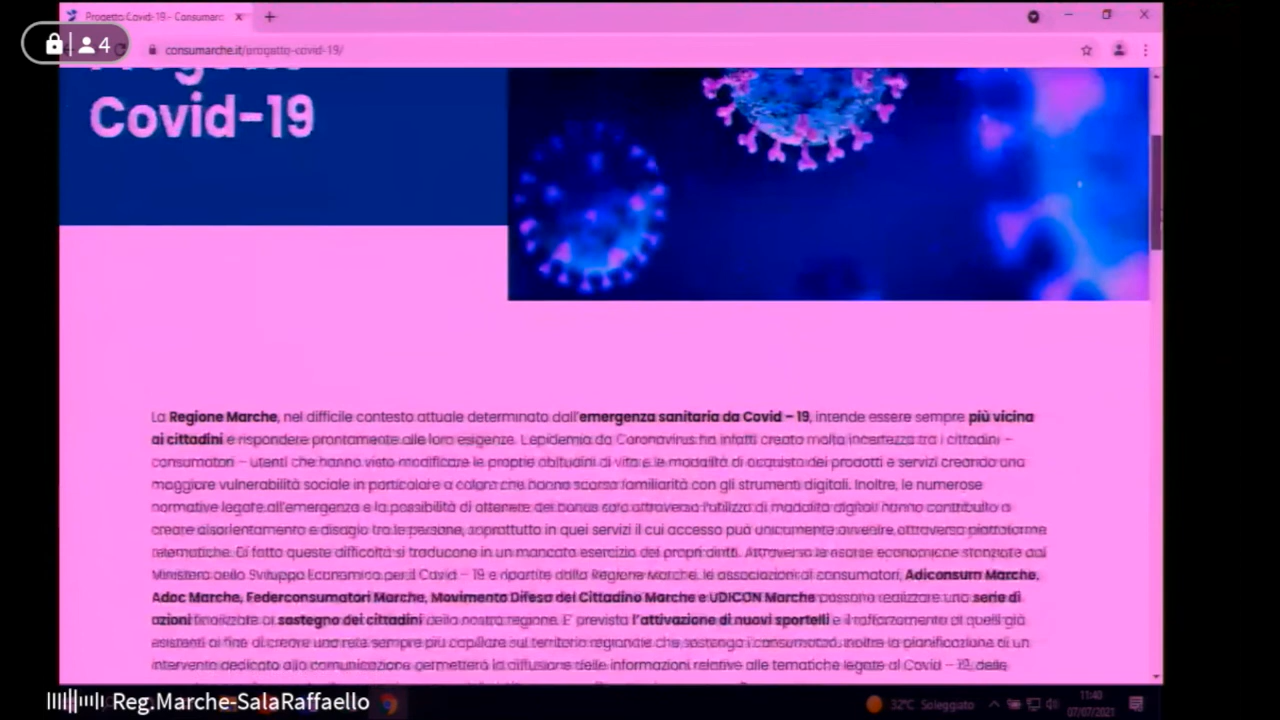 Progetto Covid-19 - Consumarc
4
consumarche.it/progetto-covid-19/
Progetto
Covid-19
La Regione Marche, nel difficile contesto attuale determinato dall'emergenza sanitaria da Covid – 19, intende essere sempre più vicina
ai cittadini e rispondere prontamente alle loro esigenze. L'epidemia da Coronavirus ha infatti creato molta incertezza tra i cittadini –
consumatori – utenti che hanno visto modificare le proprie abitudini di vita e le modalità di acquisto dei prodotti e servizi creando una
maggiore vulnerabilità sociale in particolare a coloro che hanno scarsa familiarità con gli strumenti digitali. Inoltre, le numerose
normative legate all'emergenza e la possibilità di ottenere dei bonus solo attraverso l'utilizzo di modalità digitali hanno contribuito a
creare disorientamento e disagio tra le persone, soprattutto in quei servizi il cui accesso può unicamente avvenire attraverso piattaforme
telematiche. Di fatto queste difficoltà si traducono in un mancato esercizio dei propri diritti. Attraverso le risorse economiche stanziate dal
Ministero dello Sviluppo Economico per il Covid – 19 e ripartite dalla Regione Marche, le associazioni di consumatori, Adiconsum Marche,
Adoc Marche, Federconsumatori Marche, Movimento Difesa del Cittadino Marche e UDICON Marche possono realizzare una serie di
azioni finalizzate al sostegno dei cittadini della nostra regione. E' prevista l'attivazione di nuovi sportelli e il rafforzamento di quelli già
esistenti al fine di creare una rete sempre più capillare sul territorio regionale che sostenga i consumatori, inoltre la pianificazione di un
intervento dedicato alla comunicazione permetterà la diffusione delle informazioni relative alle tematiche legate al Covid – 19, delle
Reg.Marche-SalaRaffaello
32°C Soleggiato
11:40
07/07/2021